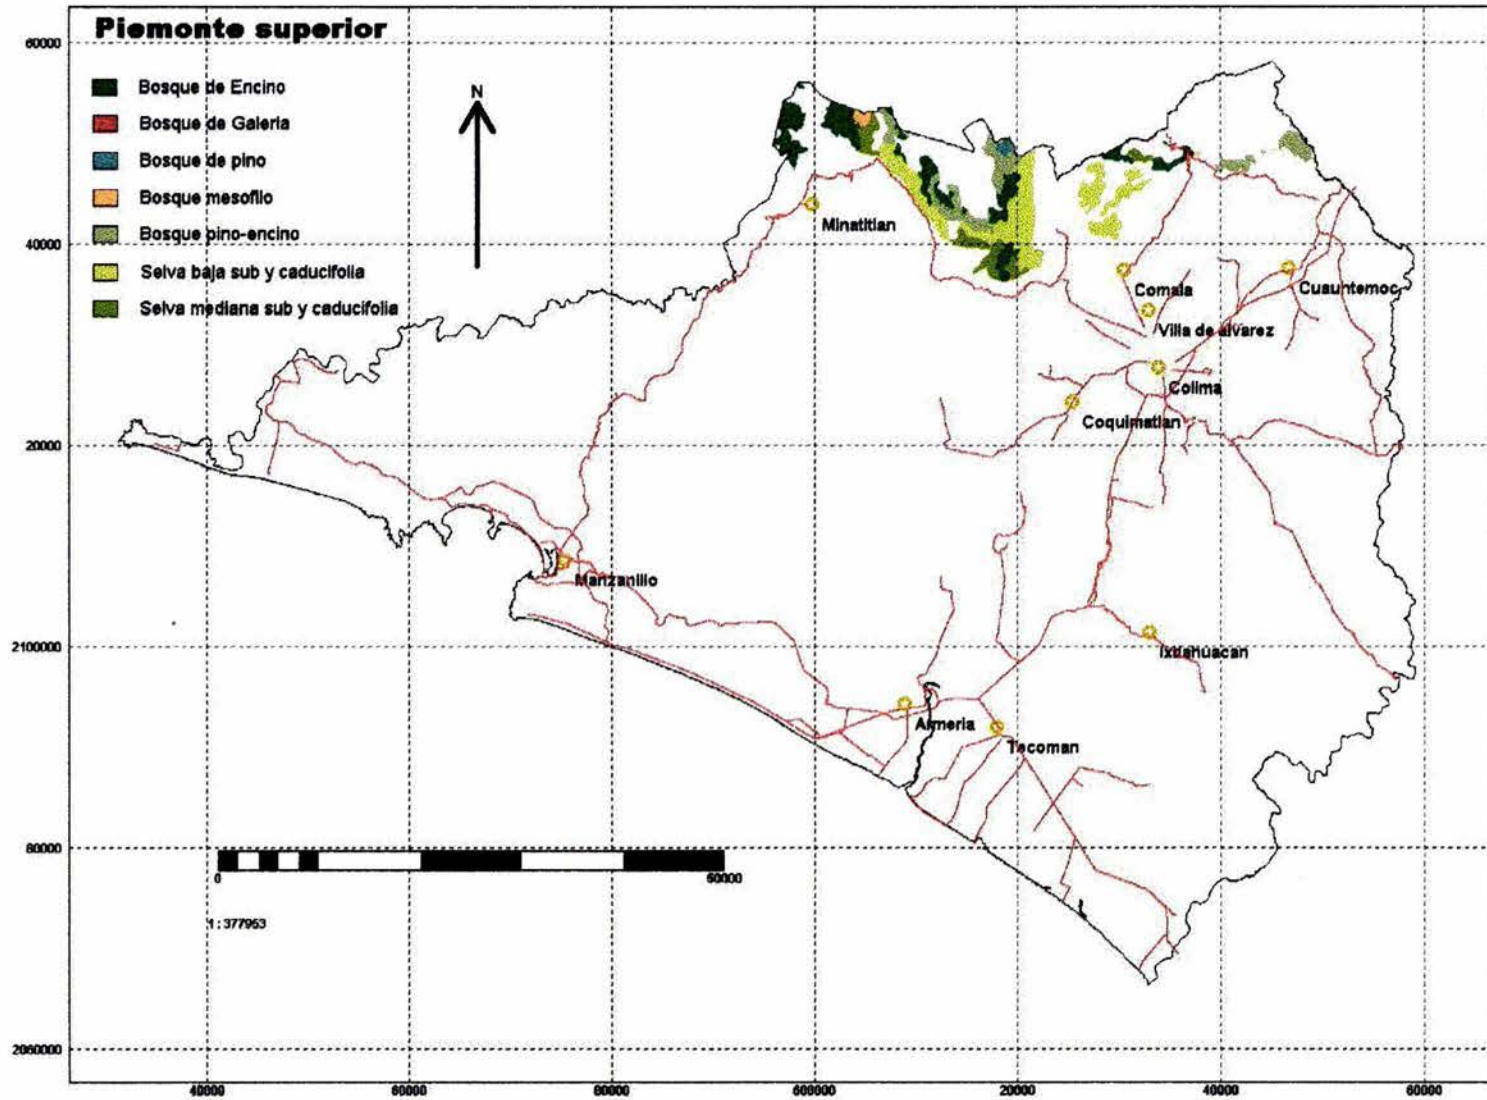 Piemonte superior
Bosque de Encino
Bosque de Galeria
Bosque de pino
Bosque mesofilo
Bosque pino-encino
Selva baja sub y caducifolia
Selva mediana sub y caducifolia
N
60000
40000
20000
2100000
80000
2060000
Minatitlan
Comala
Cuauhtemoc
Villa de alvarez
Colima
Coquimatlan
Manzanillo
Ixtlahuacan
Armeria
Tecoman
0
50000
1 : 377953
40000
60000
80000
600000
20000
40000
60000